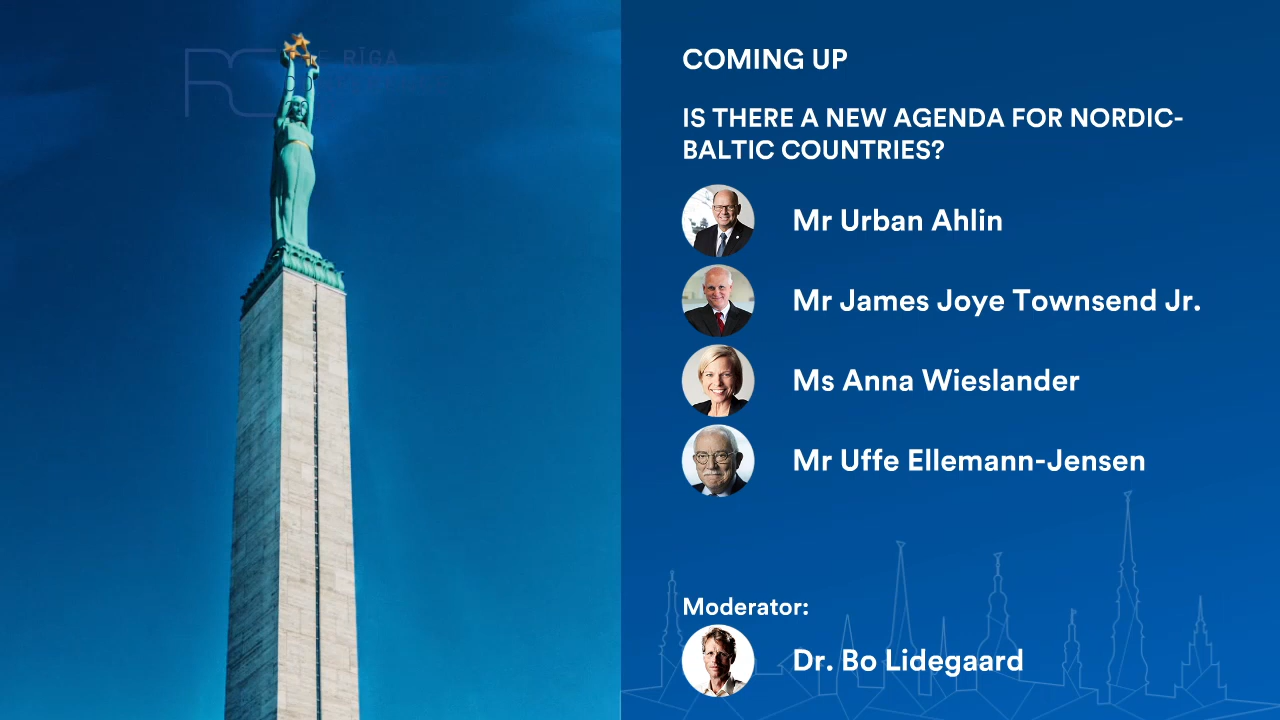 RĪGA
COMING UP
IS THERE A NEW AGENDA FOR NORDIC-
BALTIC COUNTRIES?
Mr Urban Ahlin
Mr James Joye Townsend Jr.
Ms Anna Wieslander
Mr Uffe Ellemann-Jensen
Moderator:
Dr. Bo Lidegaard